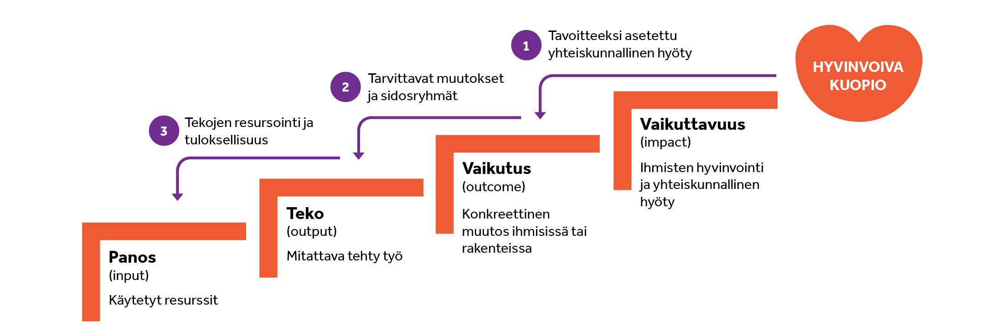 1
Tavoitteeksi asetettu
yhteiskunnallinen hyöty
HYVINVOIVA
KUOPIO
2
Tarvittavat muutokset
ja sidosryhmät
3
Tekojen resursointi ja
tuloksellisuus
Panos
(input)
Käytetyt resurssit
Teko
(output)
Mitattava tehty työ
Vaikutus
(outcome)
Konkreettinen
muutos ihmisissä tai
rakenteissa
Vaikuttavuus
(impact)
Ihmisten hyvinvointi
ja yhteiskunnallinen
hyöty